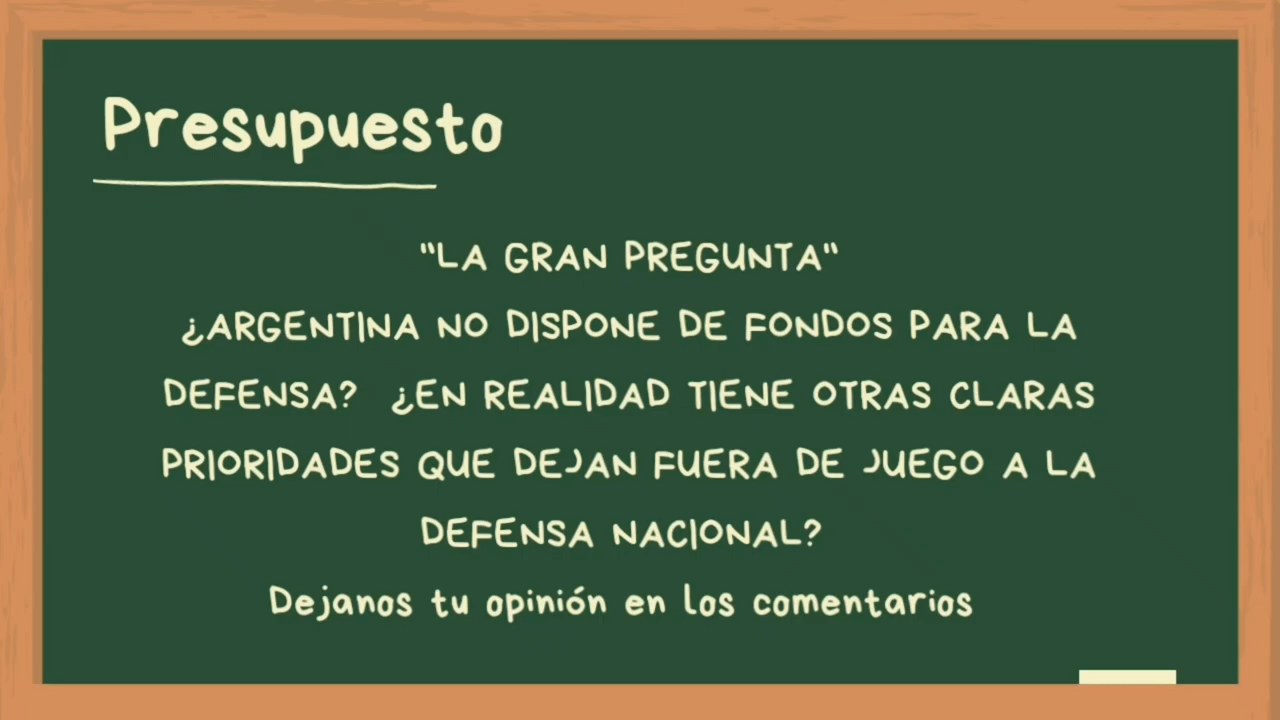 Presupuesto
"LA GRAN PREGUNTA"
¿ARGENTINA NO DISPONE DE FONDOS PARA LA
DEFENSA? ¿EN REALIDAD TIENE OTRAS CLARAS
PRIORIDADES QUE DEJAN FUERA DE JUEGO A LA
DEFENSA NACIONAL?
Dejanos tu opinión en los comentarios